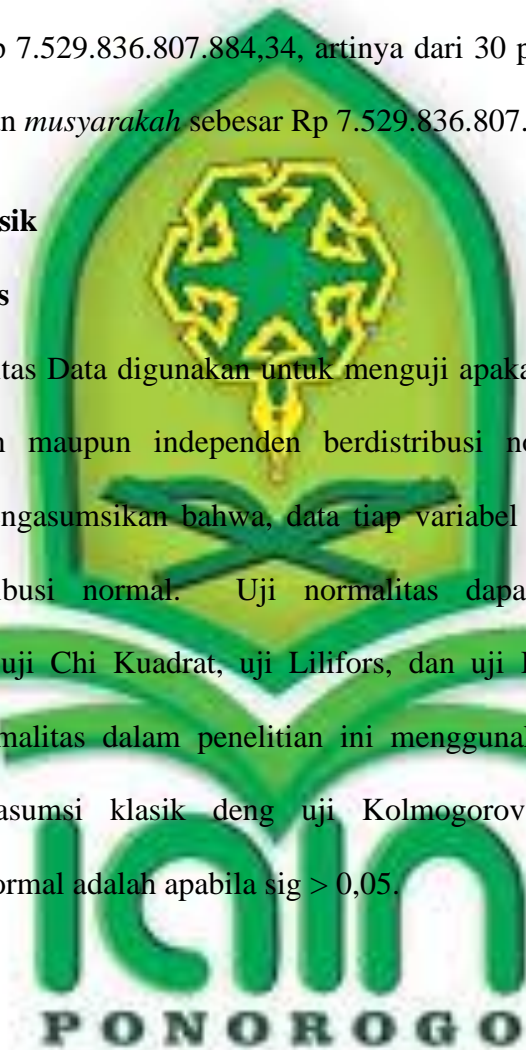 p 7.529.836.807.884,34, artinya dari 30 p
n musyarakah sebesar Rp 7.529.836.807.
sik
s
tas Data digunakan untuk menguji apaka
n maupun independen berdistribusi no
ngasumsikan bahwa, data tiap variabel
ibusi normal. Uji normalitas dapa
uji Chi Kuadrat, uji Lilifors, dan uji
malitas dalam penelitian ini mengguna
asumsi klasik deng uji Kolmogorov
ormal adalah apabila sig > 0,05.
iain
PONOROGO